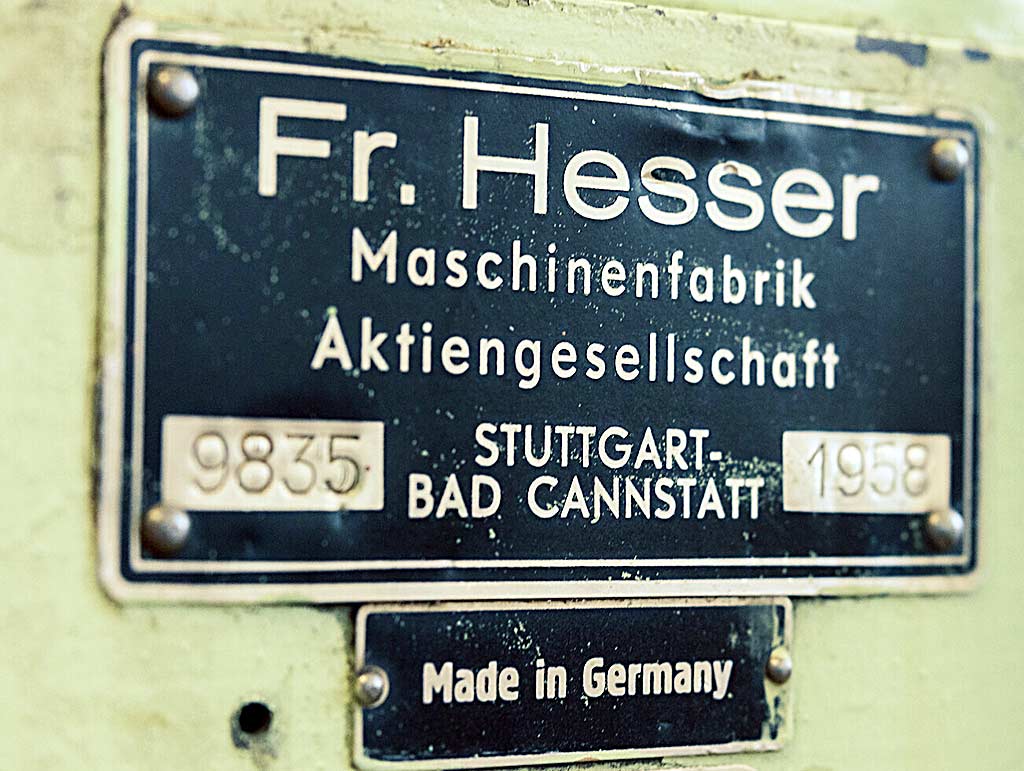 Fr. Hesser
Maschinenfabrik
Aktiengesellschaft
9835
STUTTGART-
BAD CANNSTATT
1958
Made in Germany